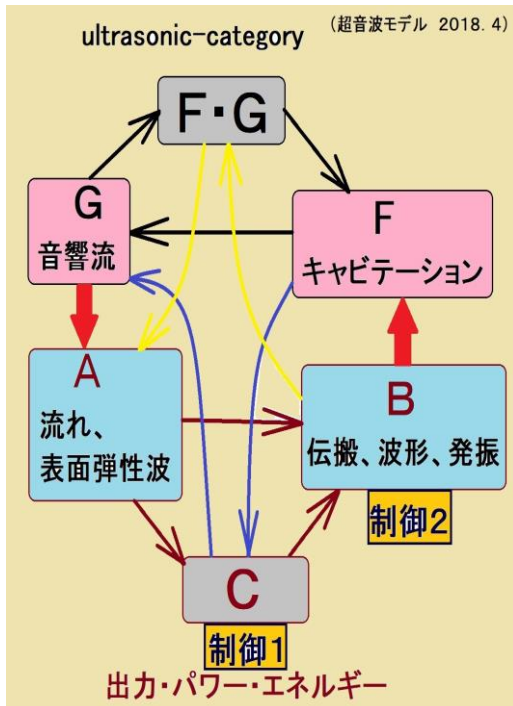 ultrasonic-category
(超音波モデル 2018.4)
F・G
G
音響流
F
キャビテーション
A
流れ、
表面弾性波
B
伝搬、波形、発振
制御2
C
制御1
出力・パワー・エネルギー